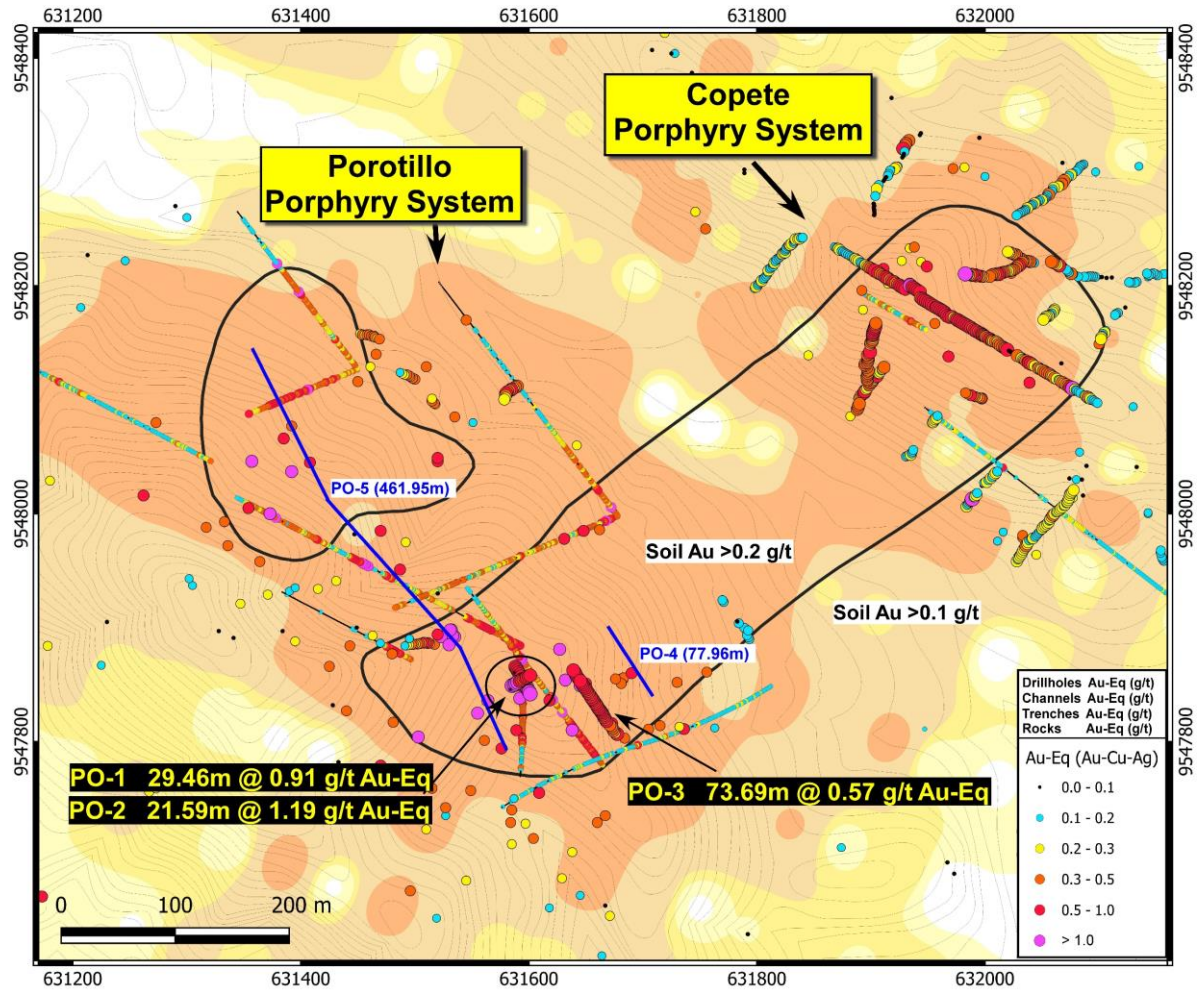 631200 631400 631600 631800 632000
9548400
9548400
Copete
Porphyry System
Porotillo
Porphyry System
9548200
9548200
PO-5 (461.95m)
9548000
9548000
Soil Au >0.2 g/t
Soil Au >0.1 g/t
PO-4 (77.96m)
9547800
9547800
PO-1 29.46m @ 0.91 g/t Au-Eq
PO-2 21.59m @ 1.19 g/t Au-Eq
PO-3 73.69m @ 0.57 g/t Au-Eq
Drillholes Au-Eq (g/t)
Channels Au-Eq (g/t)
Trenches Au-Eq (g/t)
Rocks Au-Eq (g/t)
Au-Eq (Au-Cu-Ag)
0.0 - 0.1
0.1 - 0.2
0.2 - 0.3
0.3 - 0.5
0.5 - 1.0
> 1.0
0 100 200 m
631200 631400 631600 631800 632000